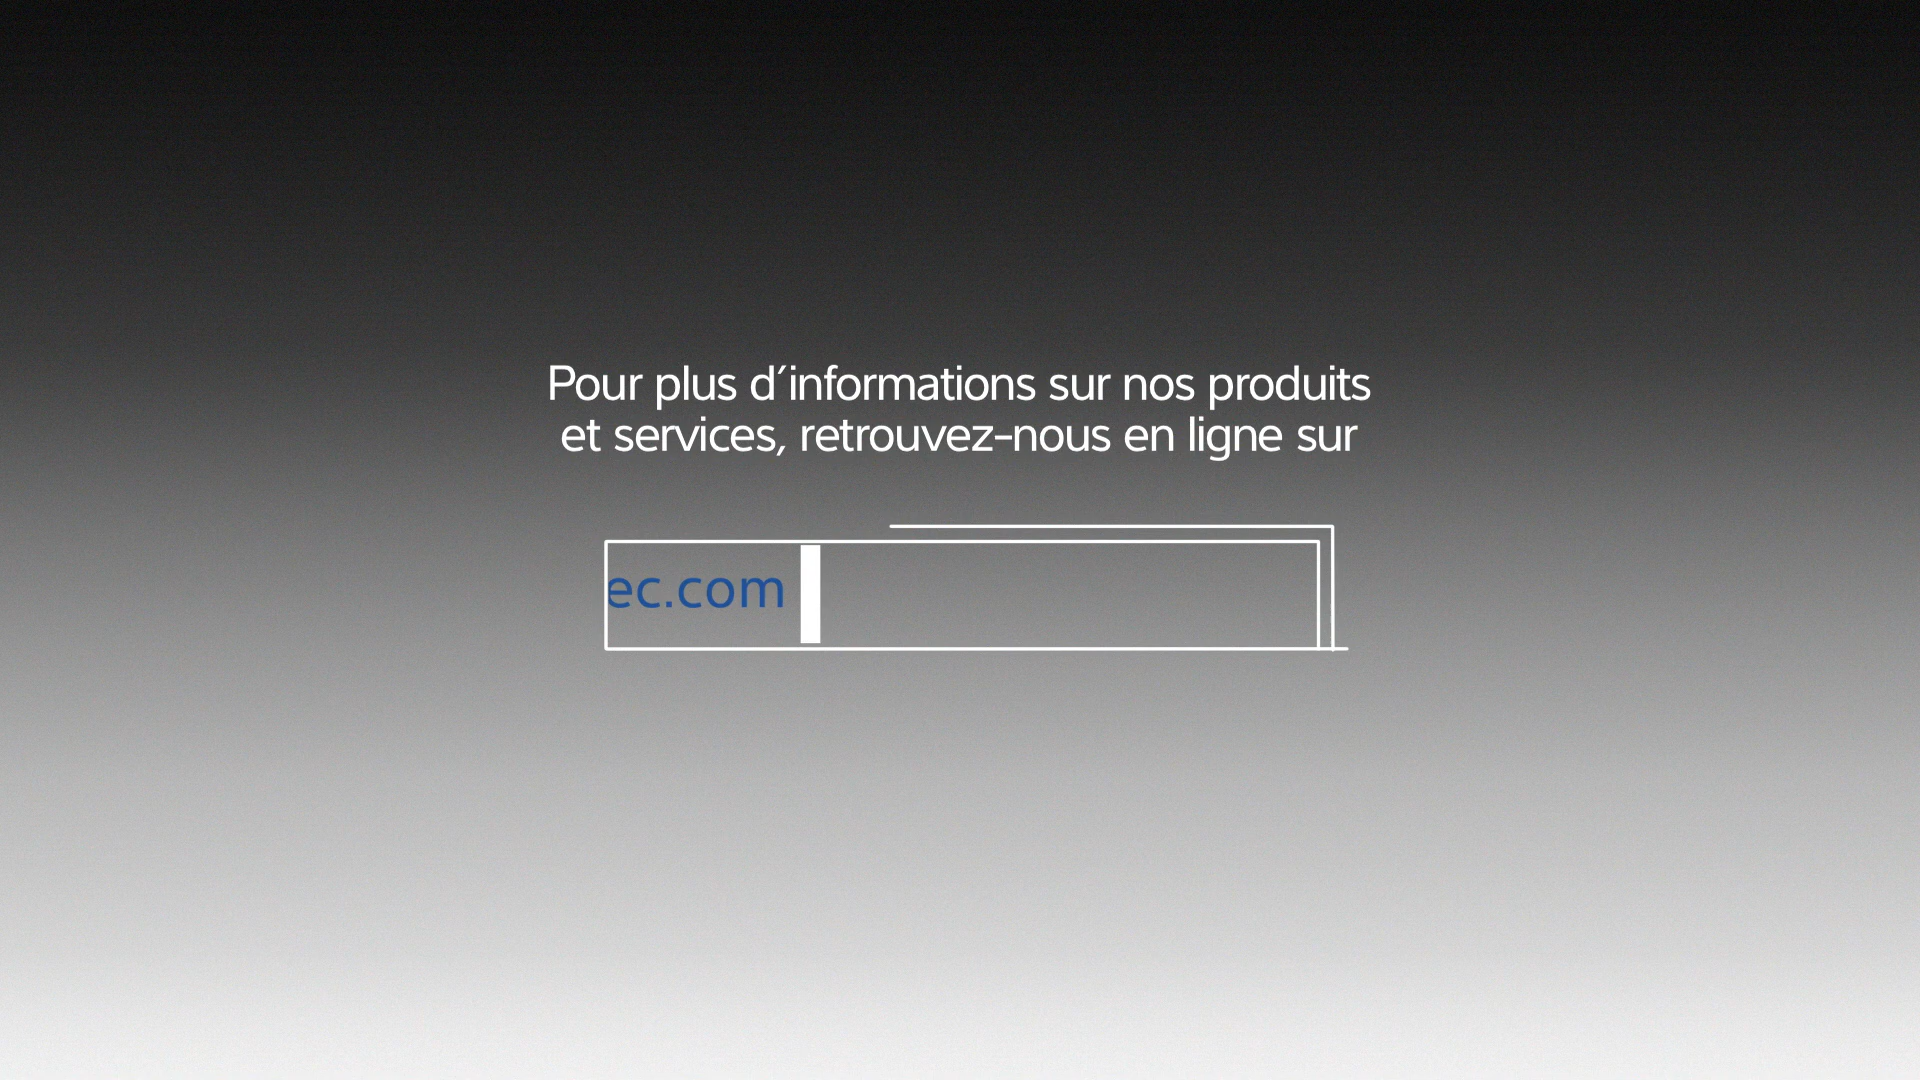 Pour plus d'informations sur nos produits
et services, retrouvez-nous en ligne sur
ec.com